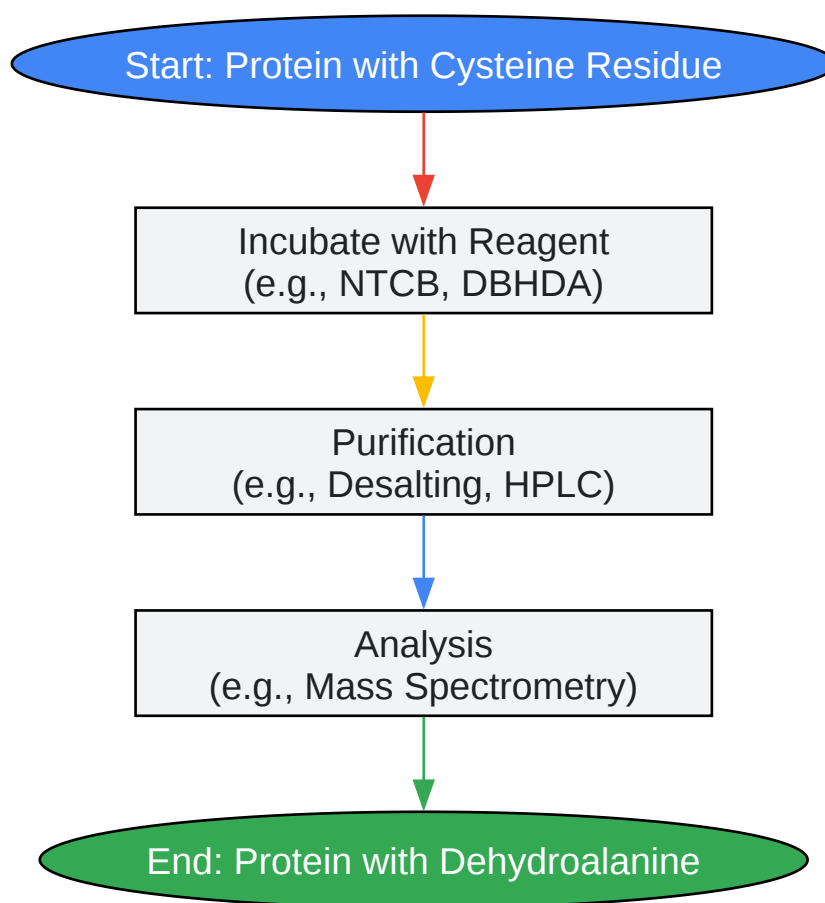 Start: Protein with Cysteine Residue
Incubate with Reagent
(e.g., NTCB, DBHDA)
Purification
(e.g., Desalting, HPLC)
Analysis
(e.g., Mass Spectrometry)
End: Protein with Dehydroalanine